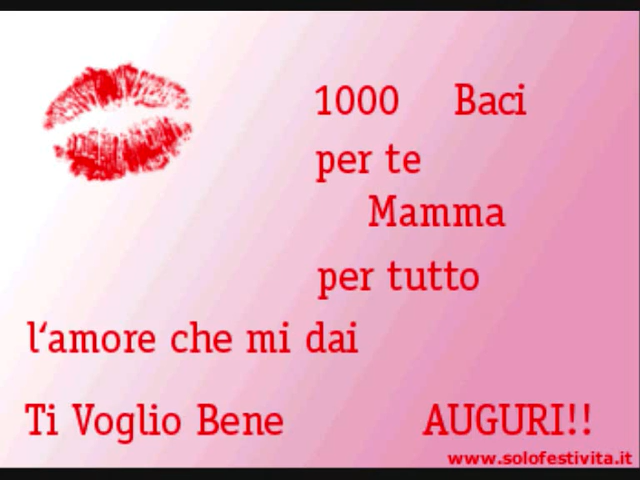 1000 Baci
per te
Mamma
per tutto
l‘amore che mi dai
Ti Voglio Bene AUGURI!!
www.solofestivita.it